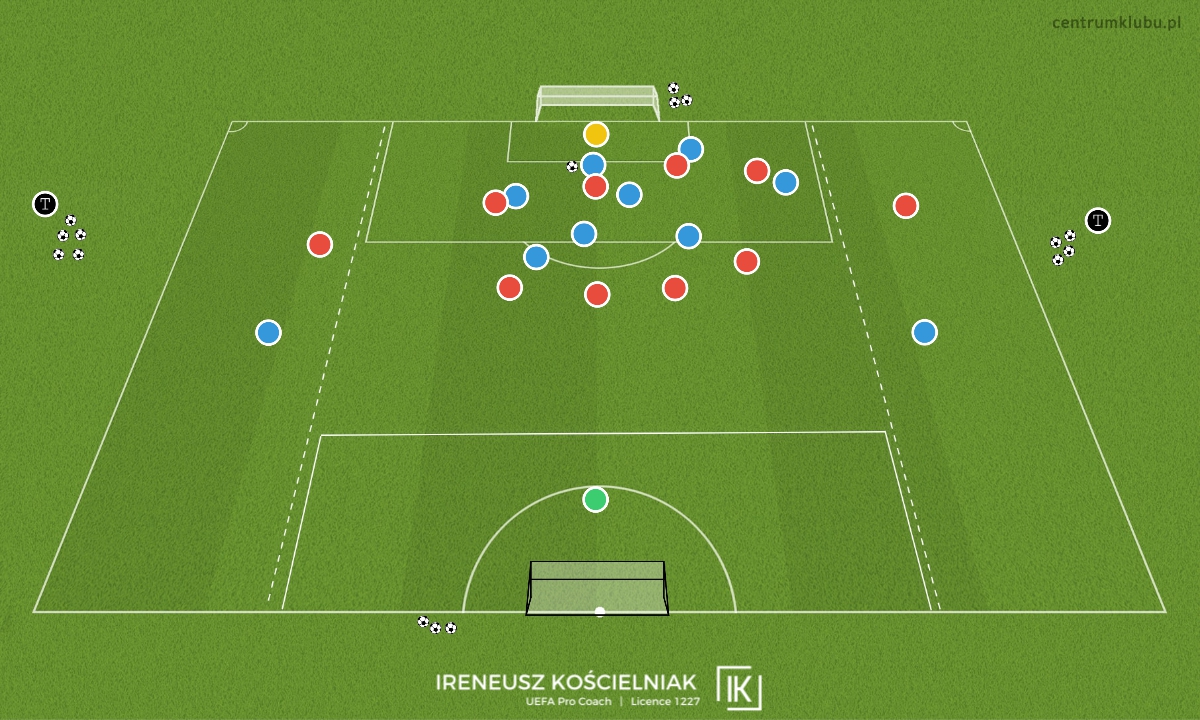 centrumklubu.pl
T
T
IRENEUSZ KOŚCIELNIAK
UEFA Pro Coach | Licence 1227
IK